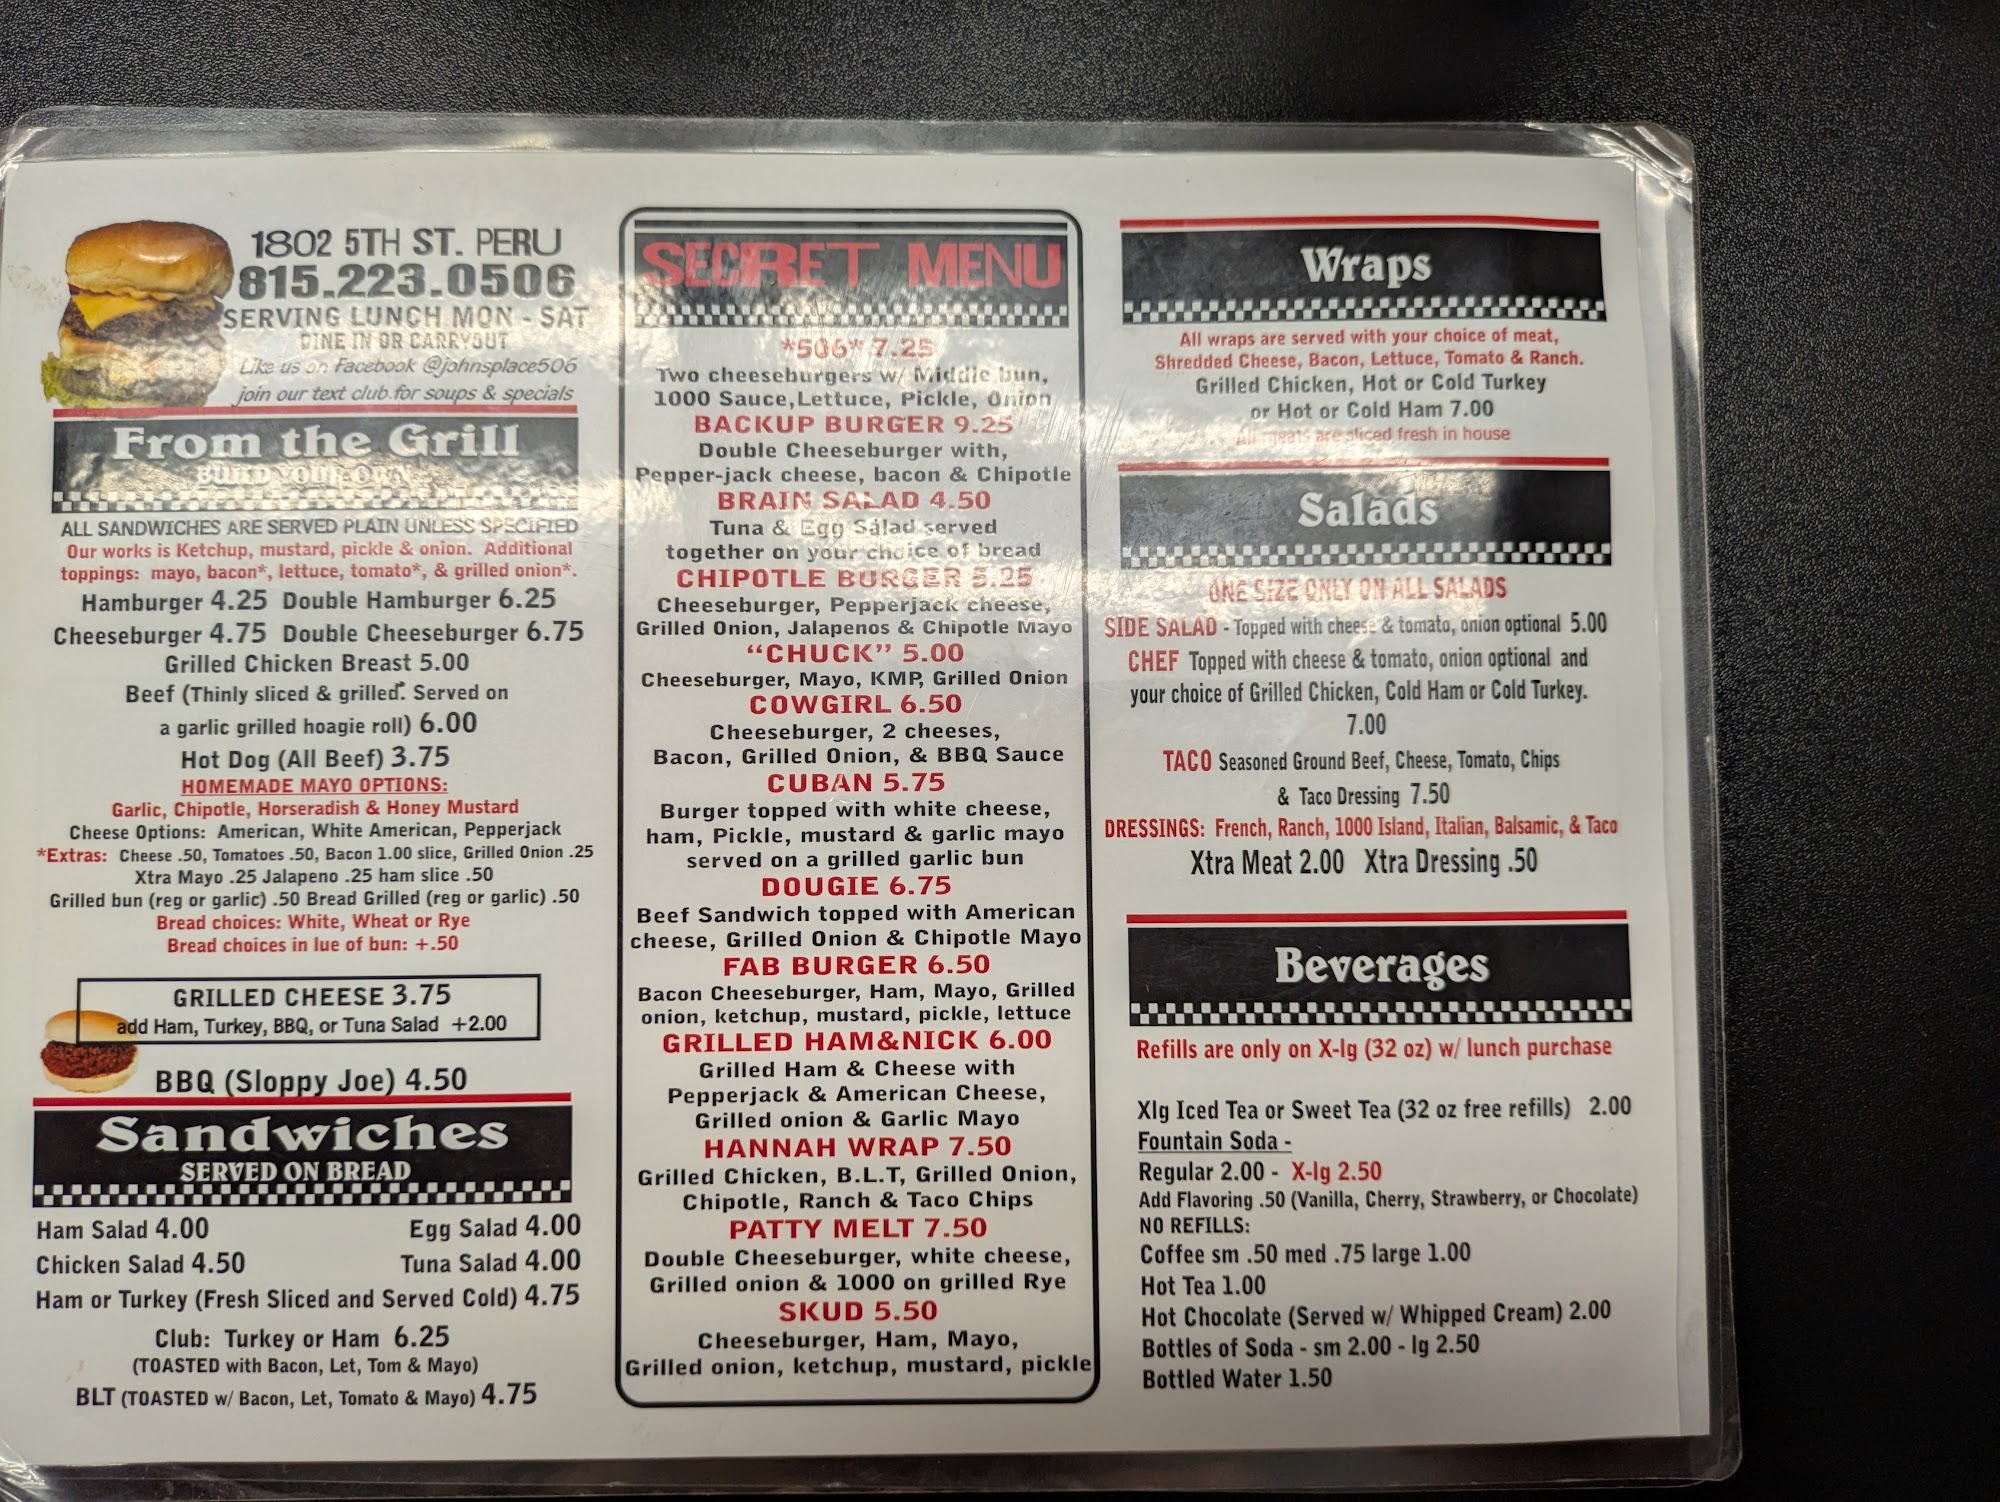 1802 5TH ST. PERU
815.223.0506
SERVING LUNCH MON - SAT
DINE IN OR CARRYOUT
Like us on Facebook @johnsplace506
join our text club for soups & specials
From the Grill
BUILD YOUR OWN
ALL SANDWICHES ARE SERVED PLAIN UNLESS SPECIFIED
Our works is Ketchup, mustard, pickle & onion. Additional
toppings: mayo, bacon*, lettuce, tomato*, & grilled onion*.
Hamburger 4.25 Double Hamburger 6.25
Cheeseburger 4.75 Double Cheeseburger 6.75
Grilled Chicken Breast 5.00
Beef (Thinly sliced & grilled. Served on
a garlic grilled hoagie roll) 6.00
Hot Dog (All Beef) 3.75
HOMEMADE MAYO OPTIONS:
Garlic, Chipotle, Horseradish & Honey Mustard
Cheese Options: American, White American, Pepperjack
*Extras: Cheese .50, Tomatoes .50, Bacon 1.00 slice, Grilled Onion .25
Xtra Mayo .25 Jalapeno .25 ham slice .50
Grilled bun (reg or garlic) .50 Bread Grilled (reg or garlic) .50
Bread choices: White, Wheat or Rye
Bread choices in lue of bun: +.50
GRILLED CHEESE 3.75
add Ham, Turkey, BBQ, or Tuna Salad +2.00
BBQ (Sloppy Joe) 4.50
Sandwiches
SERVED ON BREAD
Ham Salad 4.00 Egg Salad 4.00
Chicken Salad 4.50 Tuna Salad 4.00
Ham or Turkey (Fresh Sliced and Served Cold) 4.75
Club: Turkey or Ham 6.25
(TOASTED with Bacon, Let, Tom & Mayo)
BLT (TOASTED w/ Bacon, Let, Tomato & Mayo) 4.75
SECRET MENU
*506* 7.25
Two cheeseburgers w/ Middle bun,
1000 Sauce,Lettuce, Pickle, Onion
BACKUP BURGER 9.25
Double Cheeseburger with,
Pepper-jack cheese, bacon & Chipotle
BRAIN SALAD 4.50
Tuna & Egg Salad served
together on your choice of bread
CHIPOTLE BURGER 5.25
Cheeseburger, Pepperjack cheese,
Grilled Onion, Jalapenos & Chipotle Mayo
"CHUCK" 5.00
Cheeseburger, Mayo, KMP, Grilled Onion
COWGIRL 6.50
Cheeseburger, 2 cheeses,
Bacon, Grilled Onion, & BBQ Sauce
CUBAN 5.75
Burger topped with white cheese,
ham, Pickle, mustard & garlic mayo
served on a grilled garlic bun
DOUGIE 6.75
Beef Sandwich topped with American
cheese, Grilled Onion & Chipotle Mayo
FAB BURGER 6.50
Bacon Cheeseburger, Ham, Mayo, Grilled
onion, ketchup, mustard, pickle, lettuce
GRILLED HAM&NICK 6.00
Grilled Ham & Cheese with
Pepperjack & American Cheese,
Grilled onion & Garlic Mayo
HANNAH WRAP 7.50
Grilled Chicken, B.L.T, Grilled Onion,
Chipotle, Ranch & Taco Chips
PATTY MELT 7.50
Double Cheeseburger, white cheese,
Grilled onion & 1000 on grilled Rye
SKUD 5.50
Cheeseburger, Ham, Mayo,
Grilled onion, ketchup, mustard, pickle
Wraps
All wraps are served with your choice of meat,
Shredded Cheese, Bacon, Lettuce, Tomato & Ranch.
Grilled Chicken, Hot or Cold Turkey
or Hot or Cold Ham 7.00
All meats are sliced fresh in house
Salads
ONE SIZE ONLY ON ALL SALADS
SIDE SALAD - Topped with cheese & tomato, onion optional 5.00
CHEF Topped with cheese & tomato, onion optional and
your choice of Grilled Chicken, Cold Ham or Cold Turkey.
7.00
TACO Seasoned Ground Beef, Cheese, Tomato, Chips
& Taco Dressing 7.50
DRESSINGS: French, Ranch, 1000 Island, Italian, Balsamic, & Taco
Xtra Meat 2.00 Xtra Dressing .50
Beverages
Refills are only on X-lg (32 oz) w/ lunch purchase
Xlg Iced Tea or Sweet Tea (32 oz free refills) 2.00
Fountain Soda -
Regular 2.00 - X-lg 2.50
Add Flavoring .50 (Vanilla, Cherry, Strawberry, or Chocolate)
NO REFILLS:
Coffee sm .50 med .75 large 1.00
Hot Tea 1.00
Hot Chocolate (Served w/ Whipped Cream) 2.00
Bottles of Soda - sm 2.00 - lg 2.50
Bottled Water 1.50